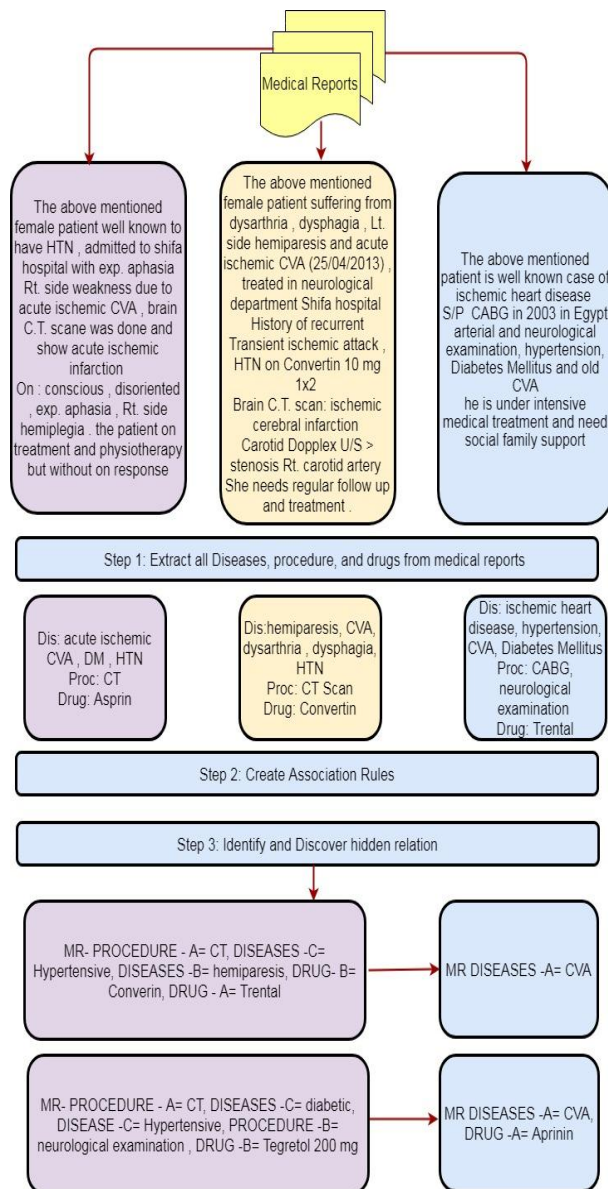 Medical Reports
The above mentioned
female patient well known to
have HTN , admitted to shifa
hospital with exp. aphasia
Rt. side weakness due to
acute ischemic CVA , brain
C.T. scane was done and
show acute ischemic
infarction
On : conscious , disoriented
, exp. aphasia , Rt. side
hemiplegia . the patient on
treatment and physiotherapy
but without on response
The above mentioned
female patient suffering from
dysarthria , dysphagia , Lt.
side hemiparesis and acute
ischemic CVA (25/04/2013) ,
treated in neurological
department Shifa hospital
History of recurrent
Transient ischemic attack ,
HTN on Convertin 10 mg
1x2
Brain C.T. scan: ischemic
cerebral infarction
Carotid Dopplex U/S >
stenosis Rt. carotid artery
She needs regular follow up
and treatment .
The above mentioned
patient is well known case of
ischemic heart disease
S/P CABG in 2003 in Egypt
arterial and neurological
examination, hypertension,
Diabetes Mellitus and old
CVA
he is under intensive
medical treatment and need
social family support
Step 1: Extract all Diseases, procedure, and drugs from medical reports
Dis: acute ischemic
CVA , DM , HTN
Proc: CT
Drug: Asprin
Dis:hemiparesis, CVA,
dysarthria , dysphagia,
HTN
Proc: CT Scan
Drug: Convertin
Dis: ischemic heart
disease, hypertension,
CVA, Diabetes Mellitus
Proc: CABG,
neurological
examination
Drug: Trental
Step 2: Create Association Rules
Step 3: Identify and Discover hidden relation
MR- PROCEDURE - A= CT, DISEASES -C=
Hypertensive, DISEASES -B= hemiparesis, DRUG- B=
Converin, DRUG - A= Trental
MR DISEASES -A= CVA
MR- PROCEDURE - A= CT, DISEASES -C= diabetic,
DISEASE -C= Hypertensive, PROCEDURE -B=
neurological examination , DRUG -B= Tegretol 200 mg
MR DISEASES -A= CVA,
DRUG -A= Aprinin